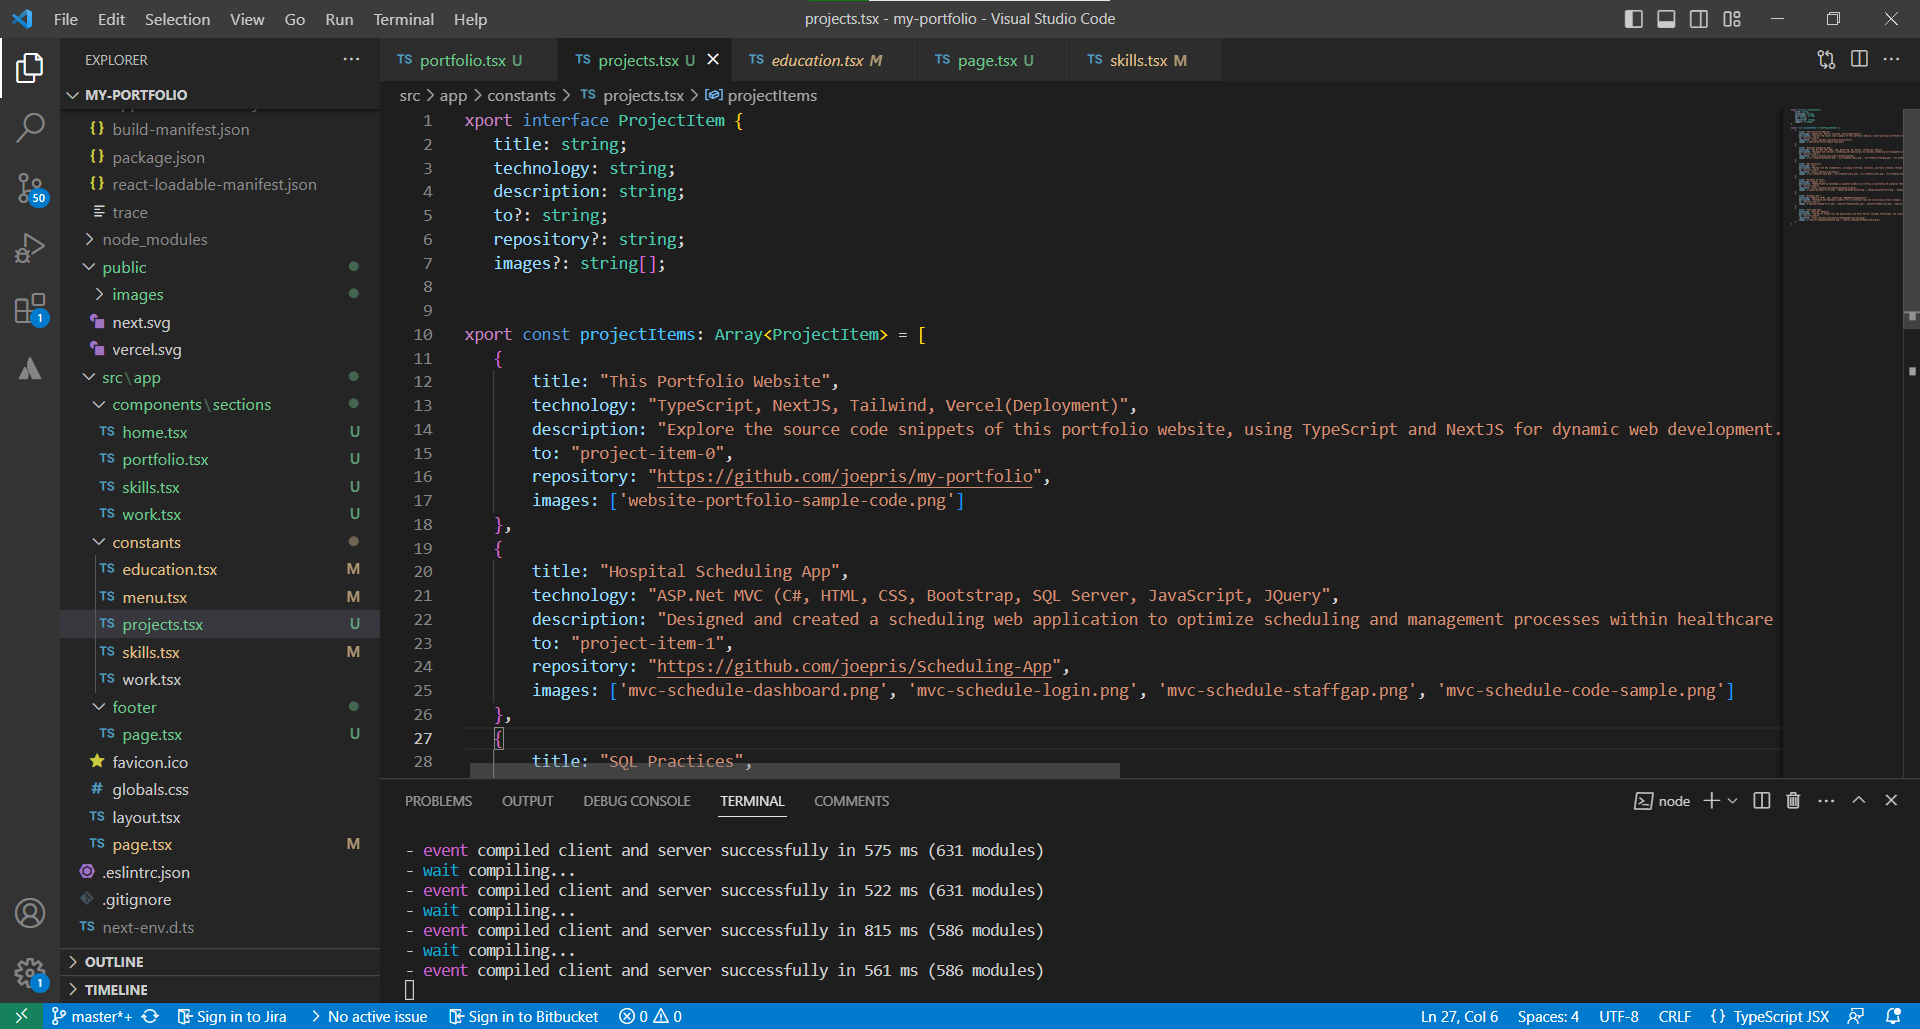 File Edit Selection View Go Run Terminal Help
projects.tsx - my-portfolio - Visual Studio Code
EXPLORER
MY-PORTFOLIO
build-manifest.json
package.json
react-loadable-manifest.json
trace
node_modules
public
images
next.svg
vercel.svg
src\app
components\sections
TS home.tsx U
TS portfolio.tsx U
TS skills.tsx U
TS work.tsx U
constants
TS education.tsx M
TS menu.tsx M
TS projects.tsx U
TS skills.tsx M
TS work.tsx
footer
TS page.tsx U
favicon.ico
# globals.css
TS layout.tsx
TS page.tsx M
.eslintrc.json
.gitignore
TS next-env.d.ts
OUTLINE
TIMELINE
50
1
1
TS portfolio.tsx U TS projects.tsx U TS education.tsx M TS page.tsx U TS skills.tsx M
src > app > constants > TS projects.tsx > projectItems
1 xport interface ProjectItem {
2 title: string;
3 technology: string;
4 description: string;
5 to?: string;
6 repository?: string;
7 images?: string[];
8
9
10 xport const projectItems: Array<ProjectItem> = [
11 {
12 title: "This Portfolio Website",
13 technology: "TypeScript, NextJS, Tailwind, Vercel(Deployment)",
14 description: "Explore the source code snippets of this portfolio website, using TypeScript and NextJS for dynamic web development.
15 to: "project-item-0",
16 repository: "https://github.com/joepris/my-portfolio",
17 images: ['website-portfolio-sample-code.png']
18 },
19 {
20 title: "Hospital Scheduling App",
21 technology: "ASP.Net MVC (C#, HTML, CSS, Bootstrap, SQL Server, JavaScript, JQuery",
22 description: "Designed and created a scheduling web application to optimize scheduling and management processes within healthcare
23 to: "project-item-1",
24 repository: "https://github.com/joepris/Scheduling-App",
25 images: ['mvc-schedule-dashboard.png', 'mvc-schedule-login.png', 'mvc-schedule-staffgap.png', 'mvc-schedule-code-sample.png']
26 },
27 {
28 title: "SQL Practices",
PROBLEMS OUTPUT DEBUG CONSOLE TERMINAL COMMENTS
node
- event compiled client and server successfully in 575 ms (631 modules)
- wait compiling...
- event compiled client and server successfully in 522 ms (631 modules)
- wait compiling...
- event compiled client and server successfully in 815 ms (586 modules)
- wait compiling...
- event compiled client and server successfully in 561 ms (586 modules)
master*+ Sign in to Jira No active issue Sign in to Bitbucket 0 0
Ln 27, Col 6 Spaces: 4 UTF-8 CRLF {} TypeScript JSX